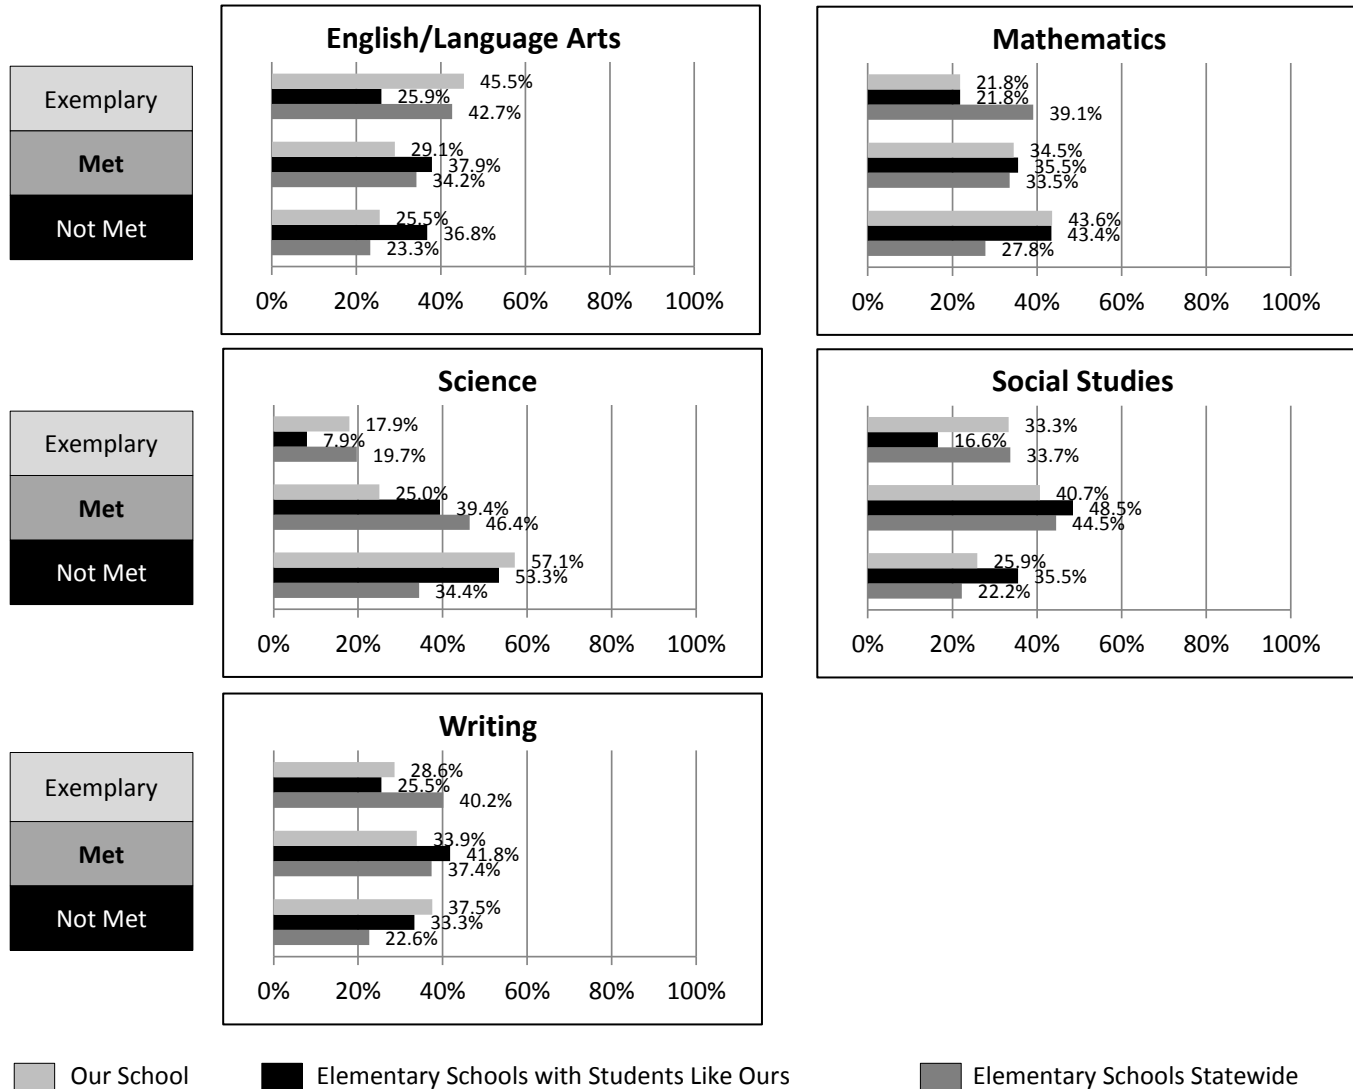 English/Language Arts
Exemplary
Met
Not Met
45.5%
25.9%
42.7%
29.1%
37.9%
34.2%
25.5%
36.8%
23.3%
0% 20% 40% 60% 80% 100%
Mathematics
21.8%
21.8%
39.1%
34.5%
35.5%
33.5%
43.6%
43.4%
27.8%
0% 20% 40% 60% 80% 100%
Science
Exemplary
Met
Not Met
17.9%
7.9%
19.7%
25.0%
39.4%
46.4%
57.1%
53.3%
34.4%
0% 20% 40% 60% 80% 100%
Social Studies
33.3%
16.6%
33.7%
40.7%
48.5%
44.5%
25.9%
35.5%
22.2%
0% 20% 40% 60% 80% 100%
Writing
Exemplary
Met
Not Met
28.6%
25.5%
40.2%
33.9%
41.8%
37.4%
37.5%
33.3%
22.6%
0% 20% 40% 60% 80% 100%
Our School Elementary Schools with Students Like Ours Elementary Schools Statewide